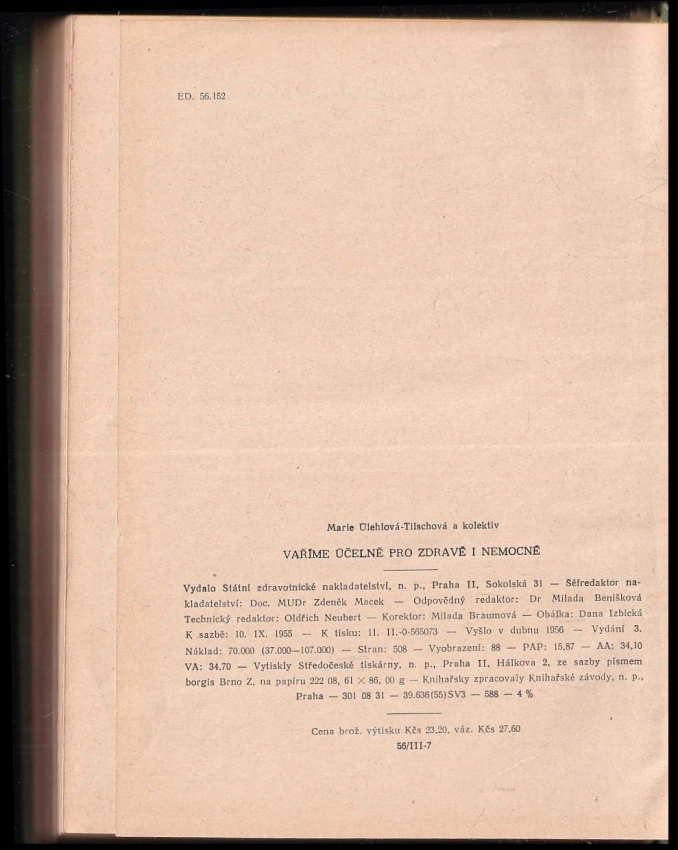 ED. 56.152
Marie Úlehlová-Tilschová a kolektiv
VAŘÍME ÚČELNĚ PRO ZDRAVÉ I NEMOCNÉ
Vydalo Státní zdravotnické nakladatelství, n. p., Praha II, Sokolská 31 — Šéfredaktor na-
kladatelství: Doc. MUDr Zdeněk Macek — Odpovědný redaktor: Dr Milada Benišková
Technický redaktor: Oldřich Neubert — Korektor: Milada Braumová — Obálka: Dana Izbická
K sazbě: 10. IX. 1955 — K tisku: 11. II.-0-565073 — Vyšlo v dubnu 1956 — Vydání 3.
Náklad: 70.000 (37.000—107.000) — Stran: 508 — Vyobrazení: 88 — PAP: 15,87 — AA: 34,10
VA: 34,70 — Vytiskly Středočeské tiskárny, n. p., Praha II, Hálkova 2, ze sazby písmem
borgis Brno Z, na papíru 222 08, 61 × 86, 00 g — Knihařsky zpracovaly Knihařské závody, n. p.,
Praha — 301 08 31 — 39.636(55)SV3 — 588 — 4 %
Cena brož. výtisku Kčs 23,20, váz. Kčs 27,60
56/III-7